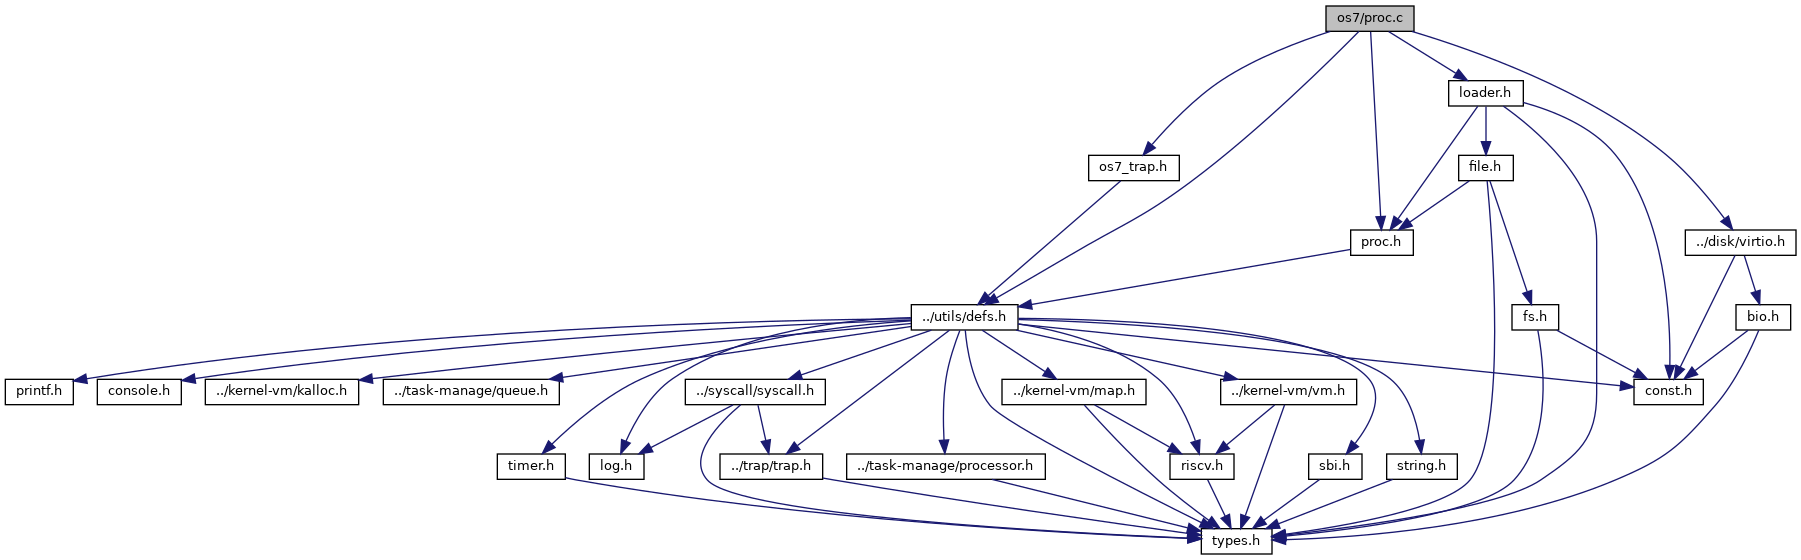 os7/proc.c
loader.h
os7_trap.h
file.h
proc.h
../disk/virtio.h
../utils/defs.h
fs.h
bio.h
printf.h
console.h
../kernel-vm/kalloc.h
../task-manage/queue.h
../syscall/syscall.h
../kernel-vm/map.h
../kernel-vm/vm.h
const.h
timer.h
log.h
../trap/trap.h
../task-manage/processor.h
riscv.h
sbi.h
string.h
types.h